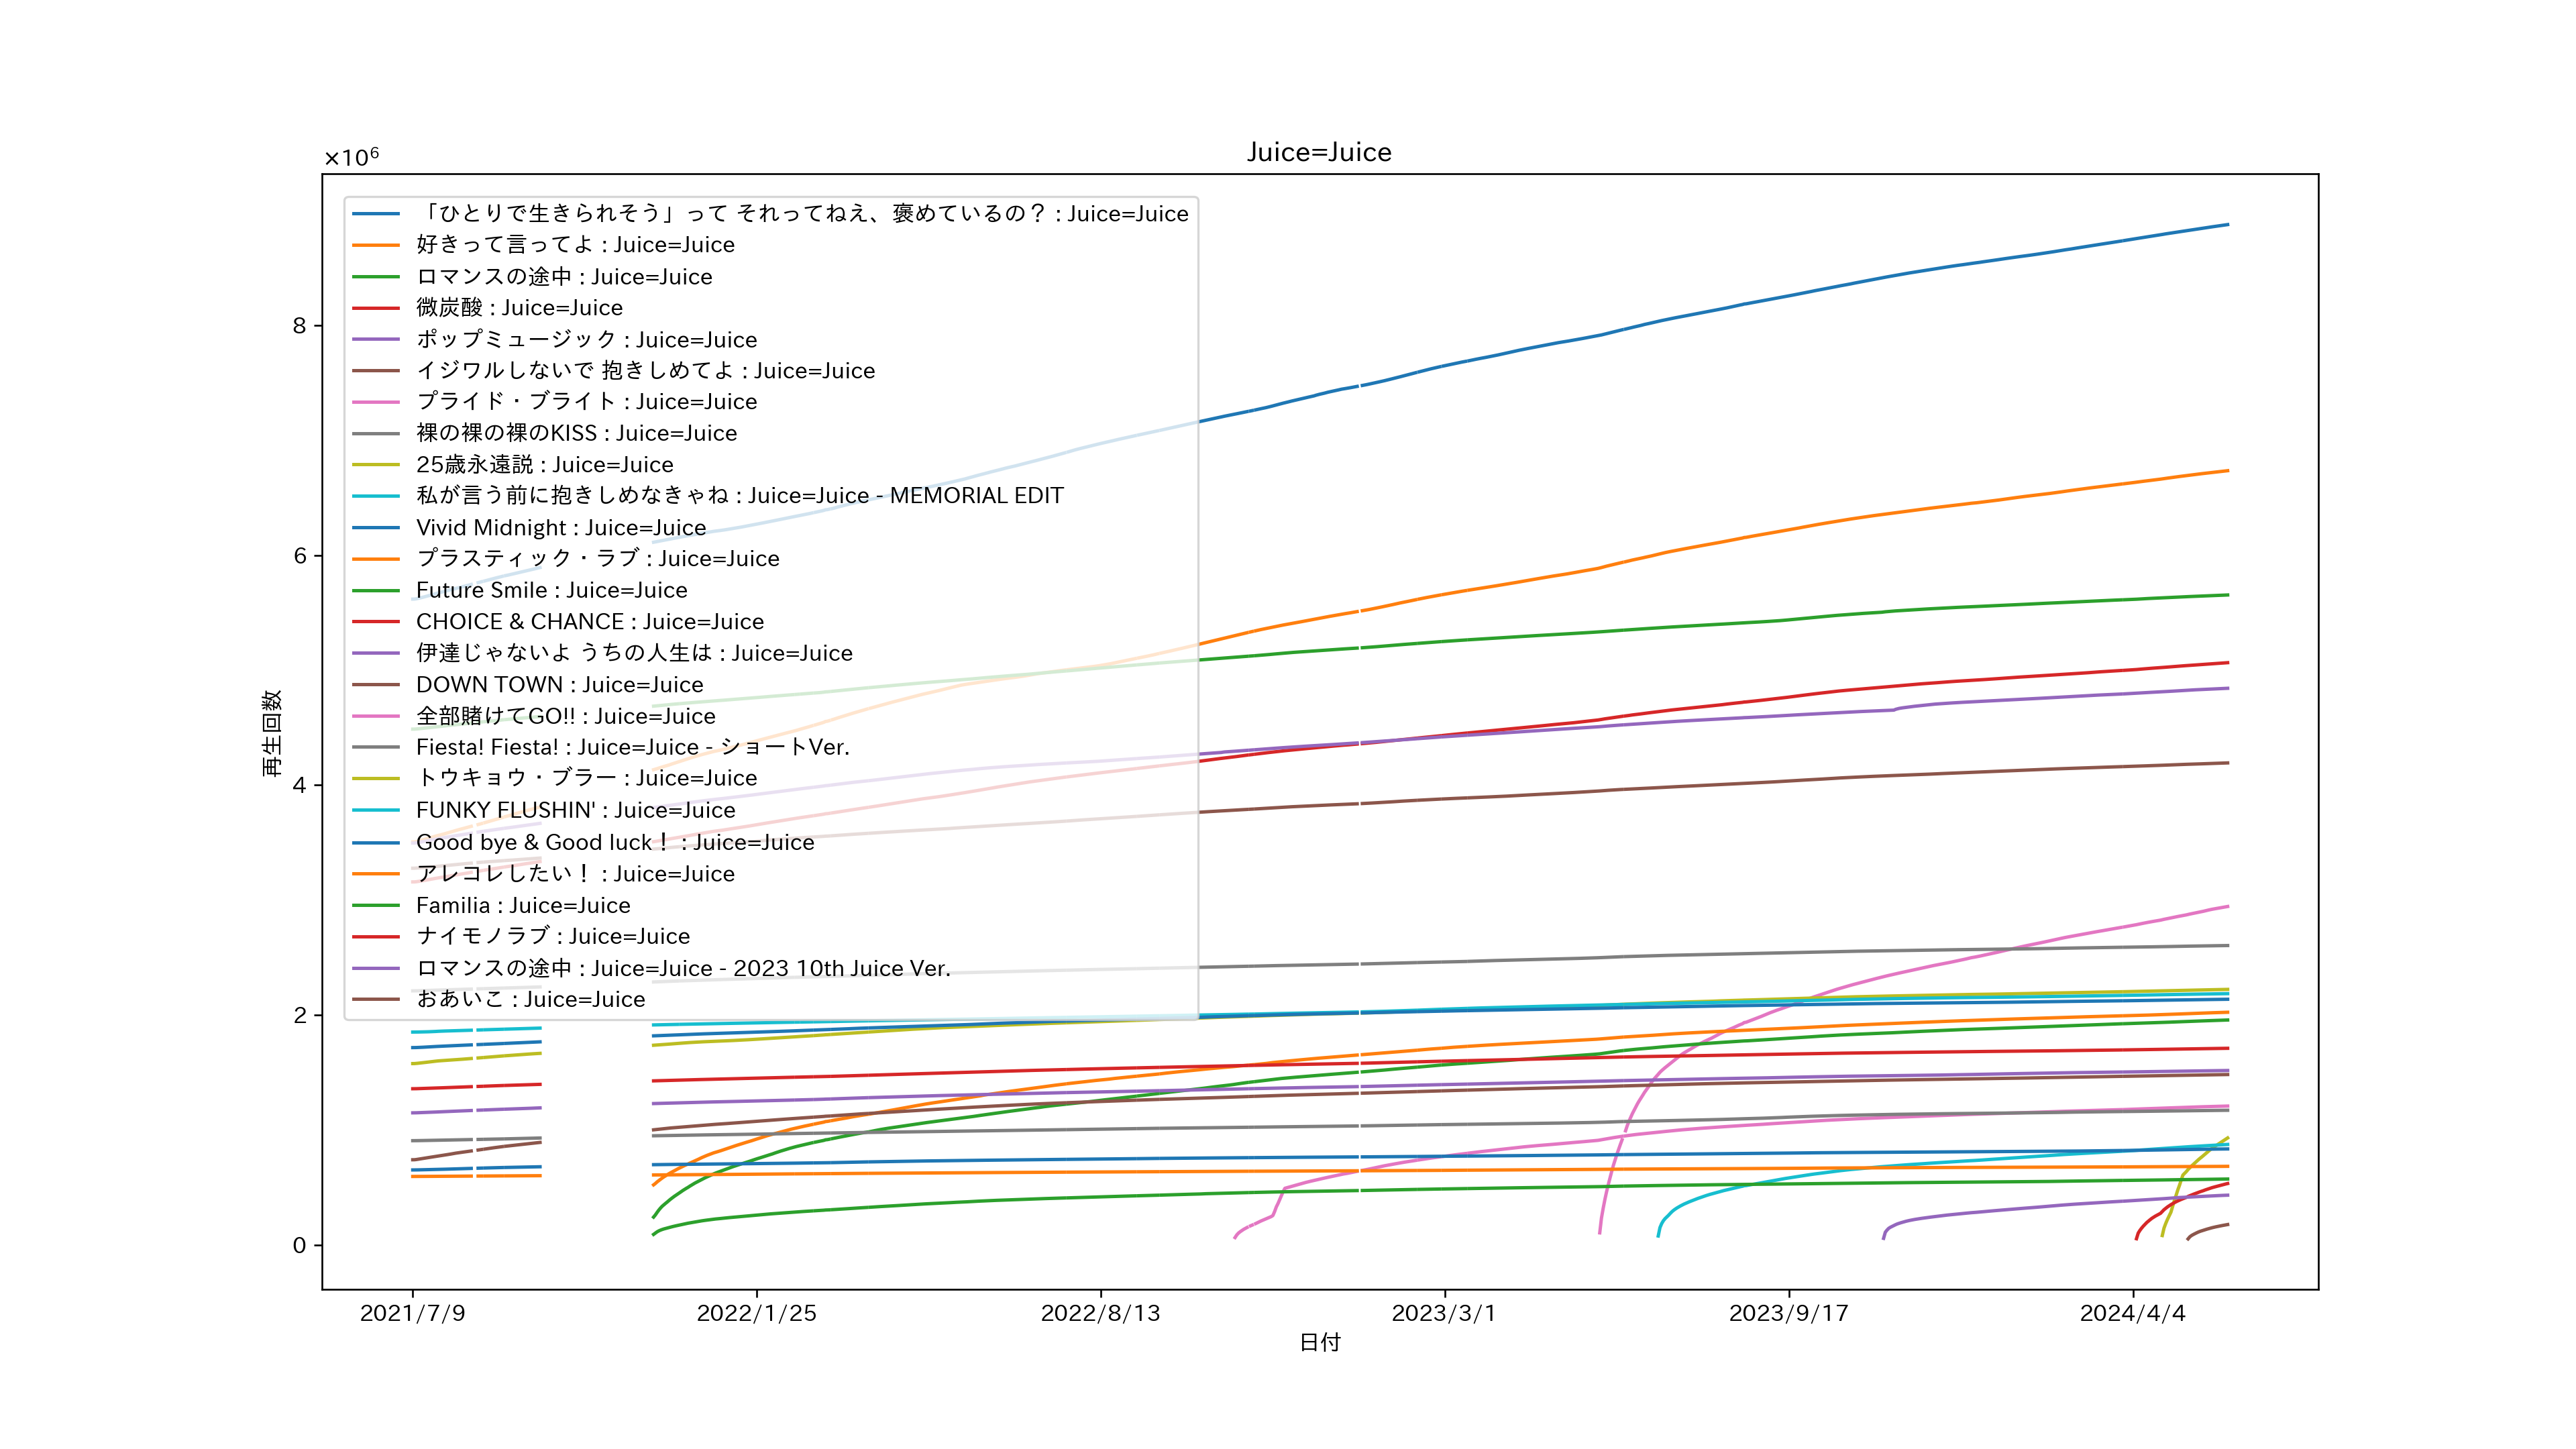 Juice=Juice
×10⁶
「ひとりで生きられそう」って それってねえ、褒めているの？ : Juice=Juice
好きって言ってよ : Juice=Juice
ロマンスの途中 : Juice=Juice
微炭酸 : Juice=Juice
ポップミュージック : Juice=Juice
イジワルしないで 抱きしめてよ : Juice=Juice
プライド・ブライト : Juice=Juice
裸の裸の裸のKISS : Juice=Juice
25歳永遠説 : Juice=Juice
私が言う前に抱きしめなきゃね : Juice=Juice - MEMORIAL EDIT
Vivid Midnight : Juice=Juice
プラスティック・ラブ : Juice=Juice
Future Smile : Juice=Juice
CHOICE & CHANCE : Juice=Juice
伊達じゃないよ うちの人生は : Juice=Juice
DOWN TOWN : Juice=Juice
全部賭けてGO!! : Juice=Juice
Fiesta! Fiesta! : Juice=Juice - ショートVer.
トウキョウ・ブラー : Juice=Juice
FUNKY FLUSHIN' : Juice=Juice
Good bye & Good luck！ : Juice=Juice
アレコレしたい！ : Juice=Juice
Familia : Juice=Juice
ナイモノラブ : Juice=Juice
ロマンスの途中 : Juice=Juice - 2023 10th Juice Ver.
おあいこ : Juice=Juice
8
6
4
2
0
再生回数
2021/7/9
2022/1/25
2022/8/13
2023/3/1
2023/9/17
2024/4/4
日付